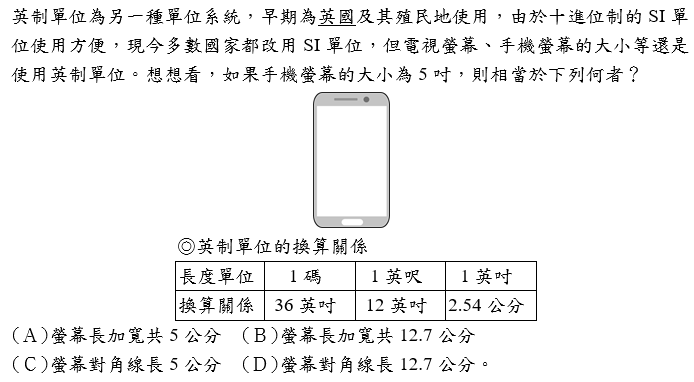 英制單位為另一種單位系統，早期為英國及其殖民地使用，由於十進位制的 SI 單
位使用方便，現今多數國家都改用 SI 單位，但電視螢幕、手機螢幕的大小等還是
使用英制單位。想想看，如果手機螢幕的大小為 5 吋，則相當於下列何者？
◎英制單位的換算關係
長度單位 1 碼 1 英呎 1 英吋
換算關係 36 英吋 12 英吋 2.54 公分
（A）螢幕長加寬共 5 公分 （B）螢幕長加寬共 12.7 公分
（C）螢幕對角線長 5 公分 （D）螢幕對角線長 12.7 公分。